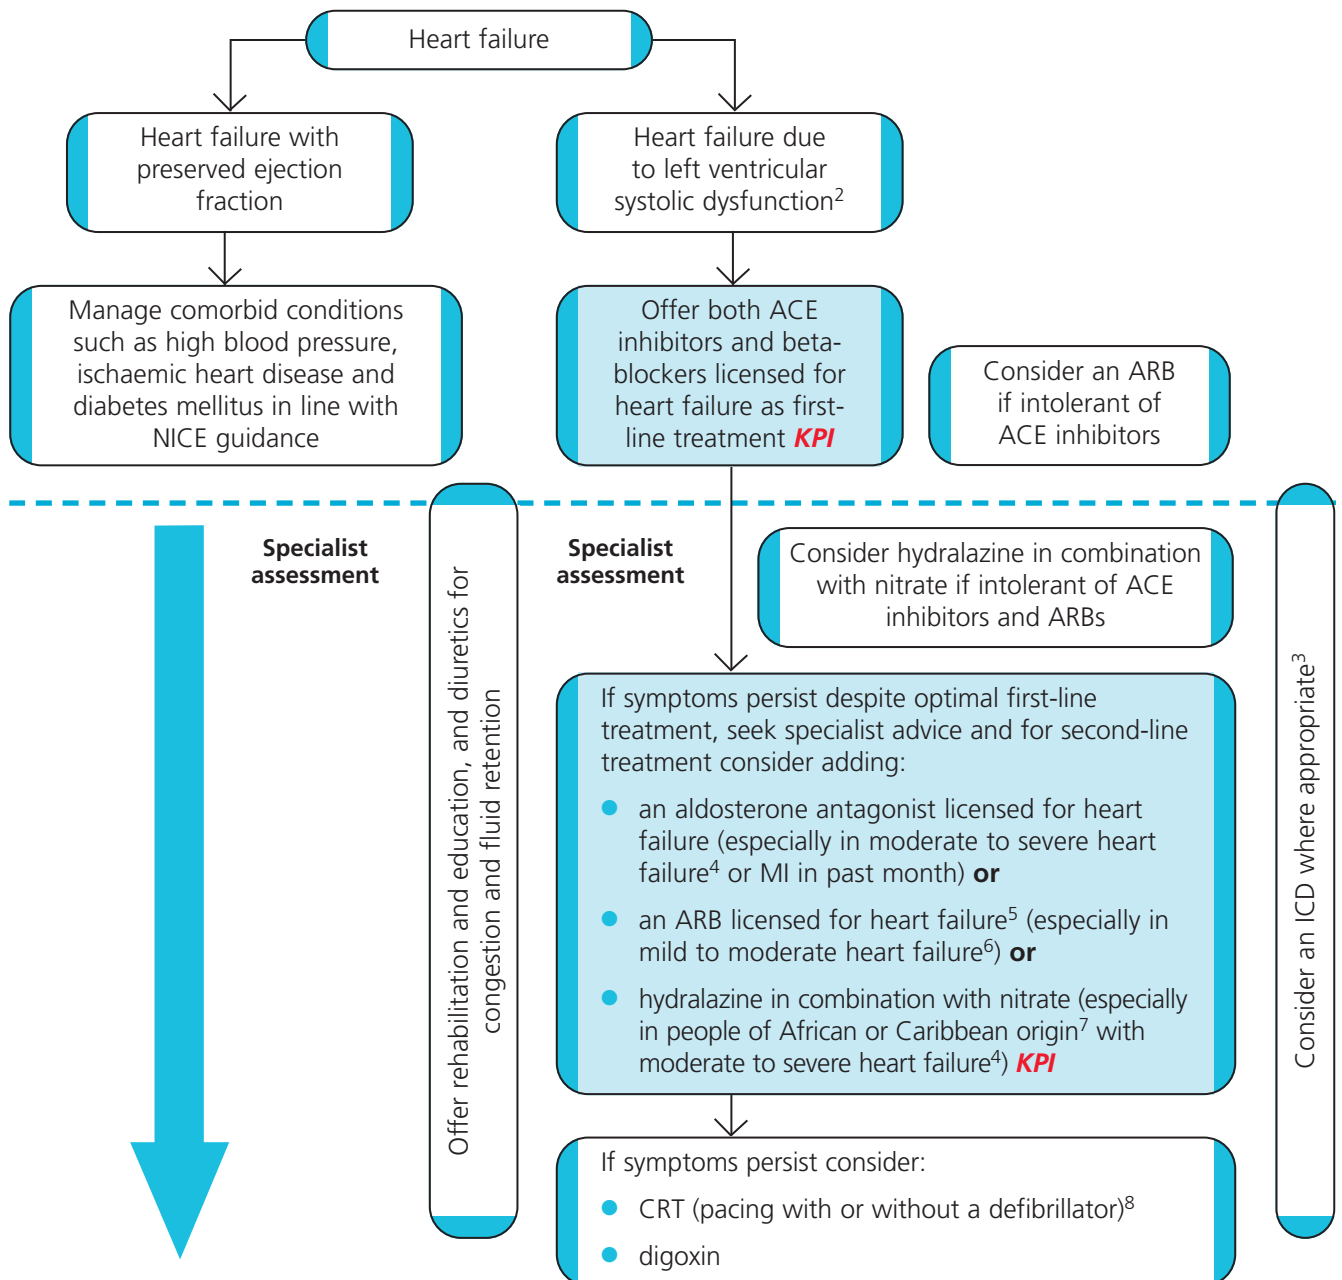 Heart failure
Heart failure with
preserved ejection
fraction
Heart failure due
to left ventricular
systolic dysfunction²
Manage comorbid conditions
such as high blood pressure,
ischaemic heart disease and
diabetes mellitus in line with
NICE guidance
Offer both ACE
inhibitors and beta-
blockers licensed for
heart failure as first-
line treatment KPI
Consider an ARB
if intolerant of
ACE inhibitors
Specialist
assessment
Offer rehabilitation and education, and diuretics for
congestion and fluid retention
Specialist
assessment
Consider hydralazine in combination
with nitrate if intolerant of ACE
inhibitors and ARBs
Consider an ICD where appropriate³
If symptoms persist despite optimal first-line
treatment, seek specialist advice and for second-line
treatment consider adding:
● an aldosterone antagonist licensed for heart
failure (especially in moderate to severe heart
failure⁴ or MI in past month) or
● an ARB licensed for heart failure⁵ (especially in
mild to moderate heart failure⁶) or
● hydralazine in combination with nitrate (especially
in people of African or Caribbean origin⁷ with
moderate to severe heart failure⁴) KPI
If symptoms persist consider:
● CRT (pacing with or without a defibrillator)⁸
● digoxin